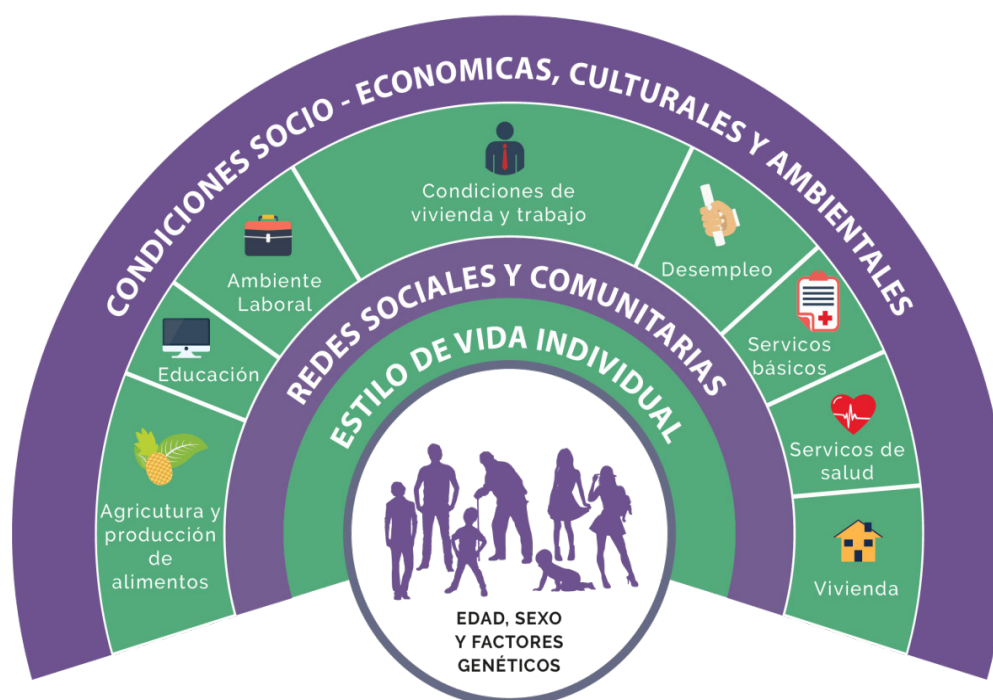 CONDICIONES SOCIO - ECONOMICAS, CULTURALES Y AMBIENTALES
Condiciones de
vivienda y trabajo
Ambiente
Laboral
Desempleo
Educación
Servicos
básicos
Agricutura y
producción
de
alimentos
Servicos de
salud
Vivienda
REDES SOCIALES Y COMUNITARIAS
ESTILO DE VIDA INDIVIDUAL
EDAD, SEXO
Y FACTORES
GENÉTICOS